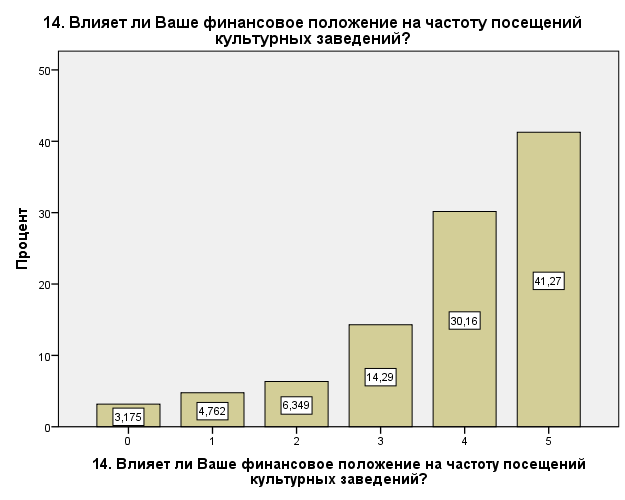 14. Влияет ли Ваше финансовое положение на частоту посещений
культурных заведений?
Процент
50
40
30
20
10
0
3,175
4,762
6,349
14,29
30,16
41,27
0 1 2 3 4 5
14. Влияет ли Ваше финансовое положение на частоту посещений
культурных заведений?